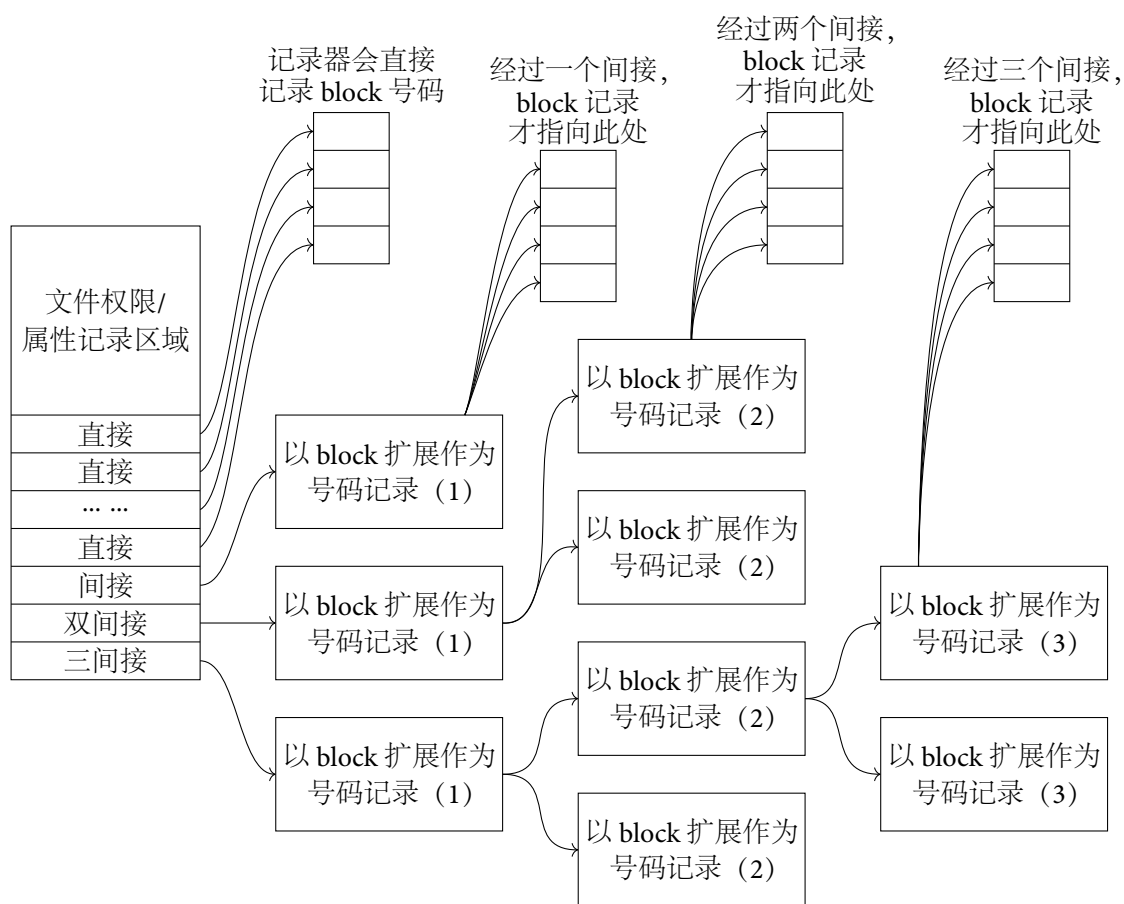 记录器会直接
记录 block 号码
经过一个间接，
block 记录
才指向此处
经过两个间接，
block 记录
才指向此处
经过三个间接，
block 记录
才指向此处
文件权限/
属性记录区域
直接
直接
... ...
直接
间接
双间接
三间接
以 block 扩展作为
号码记录（1）
以 block 扩展作为
号码记录（1）
以 block 扩展作为
号码记录（1）
以 block 扩展作为
号码记录（2）
以 block 扩展作为
号码记录（2）
以 block 扩展作为
号码记录（2）
以 block 扩展作为
号码记录（2）
以 block 扩展作为
号码记录（3）
以 block 扩展作为
号码记录（3）